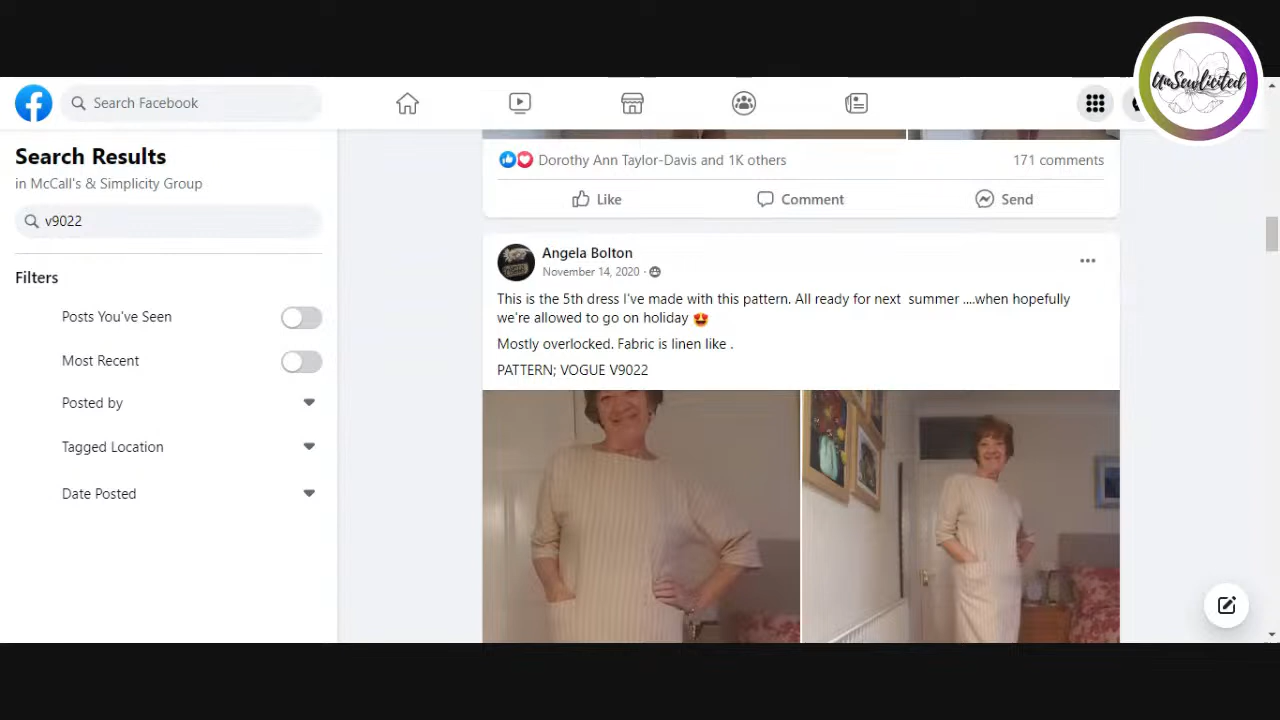 UnSewlicited
Search Facebook
Search Results
in McCall's & Simplicity Group
v9022
Filters
Posts You've Seen
Most Recent
Posted by
Tagged Location
Date Posted
Dorothy Ann Taylor-Davis and 1K others
171 comments
Like
Comment
Send
Angela Bolton
November 14, 2020 ·
This is the 5th dress I've made with this pattern. All ready for next summer ....when hopefully
we're allowed to go on holiday 😍
Mostly overlocked. Fabric is linen like .
PATTERN; VOGUE V9022